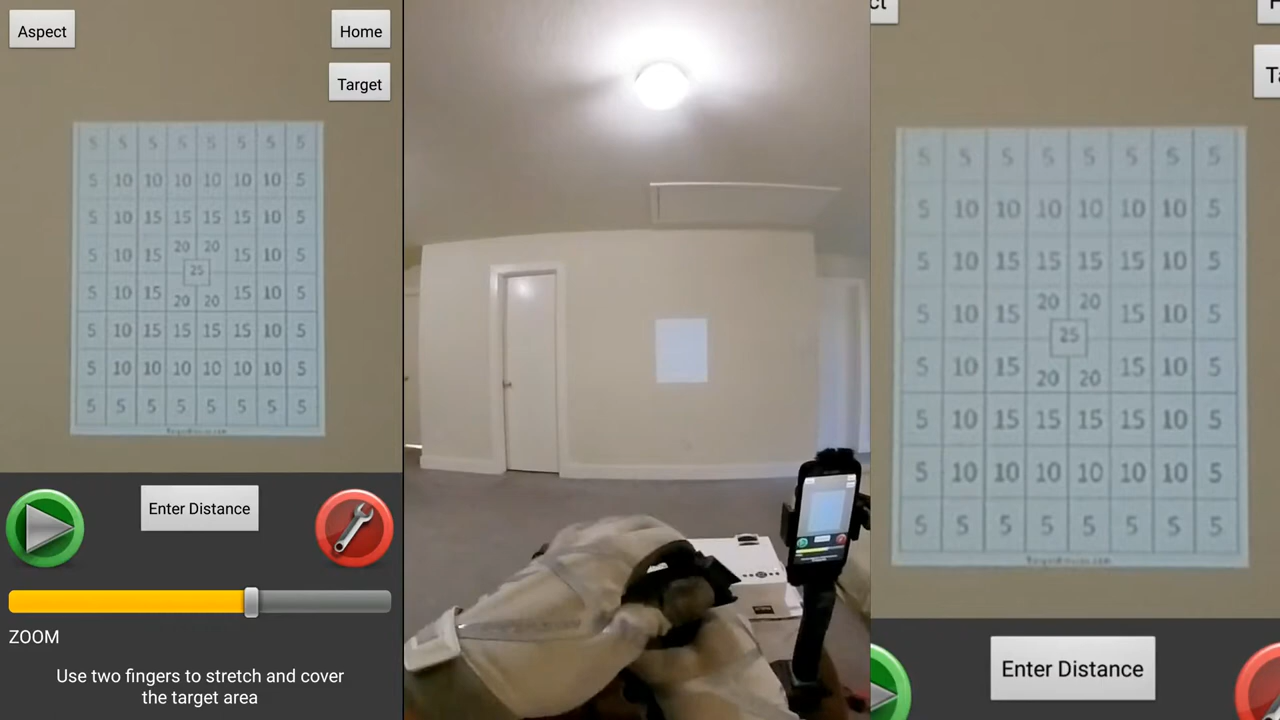 Aspect
Home
Target
5 5 5 5 5 5 5 5
5 10 10 10 10 10 10 5
5 10 15 15 15 15 10 5
5 10 15 20 20 15 10 5
25
5 10 15 20 20 15 10 5
5 10 15 15 15 15 10 5
5 10 10 10 10 10 10 5
5 5 5 5 5 5 5 5
Enter Distance
ZOOM
Use two fingers to stretch and cover
the target area
ct
5 5 5 5 5 5 5 5
5 10 10 10 10 10 10 5
5 10 15 15 15 15 10 5
5 10 15 20 20 15 10 5
25
5 10 15 20 20 15 10 5
5 10 15 15 15 15 10 5
5 10 10 10 10 10 10 5
5 5 5 5 5 5 5 5
Enter Distance